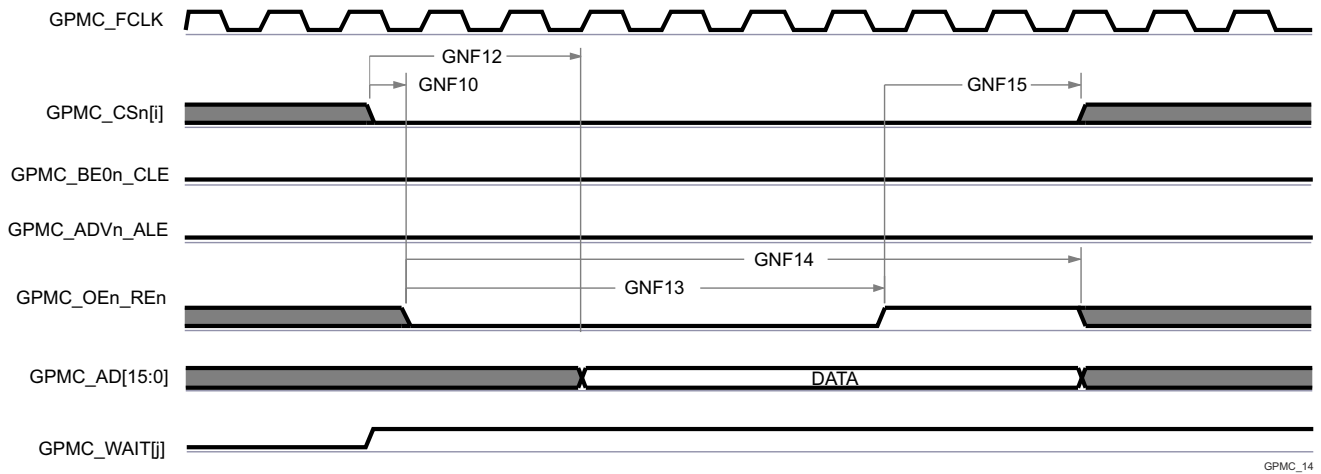 GPMC_FCLK
GNF12
GNF10
GNF15
GPMC_CSn[i]
GPMC_BE0n_CLE
GPMC_ADVn_ALE
GNF14
GNF13
GPMC_OEn_REn
GPMC_AD[15:0]
DATA
GPMC_WAIT[j]
GPMC_14